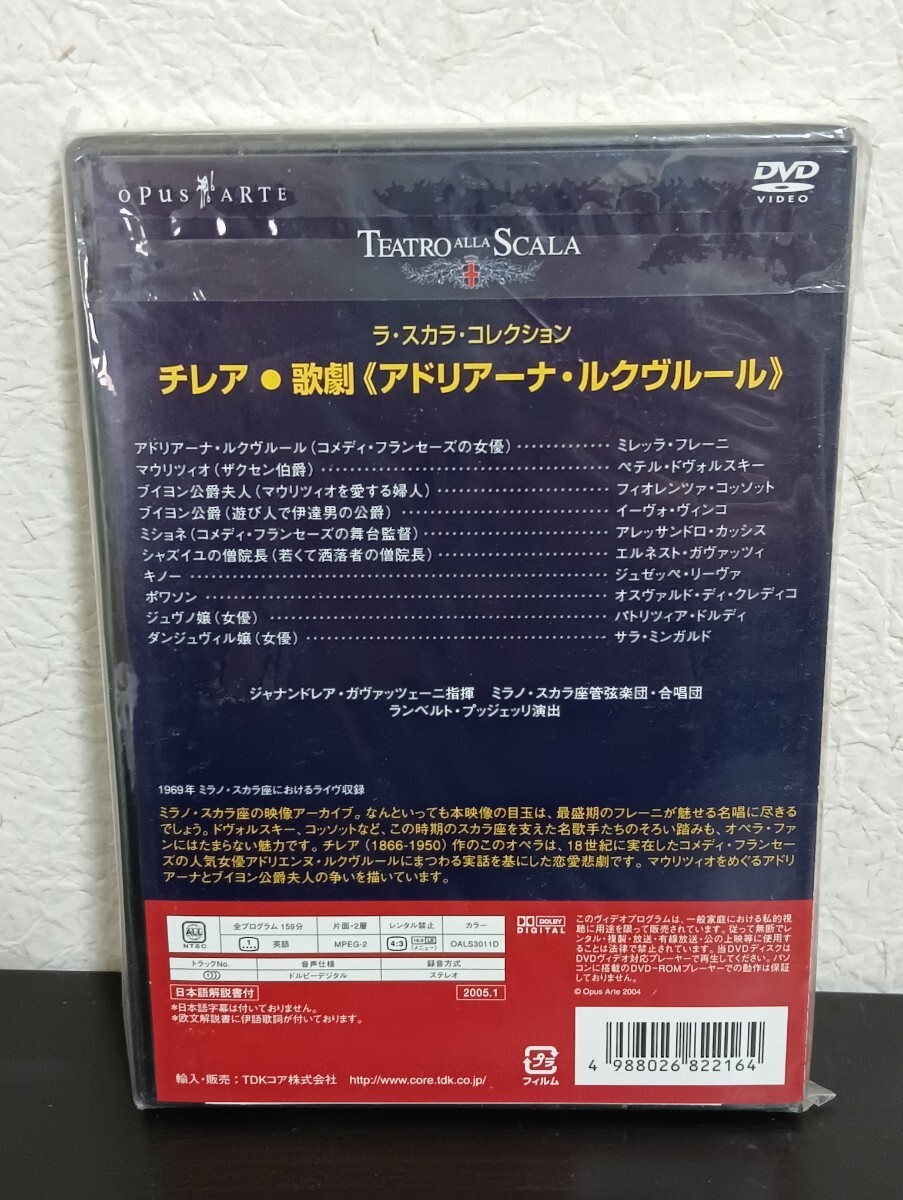 OPUS ARTE
DVD
VIDEO
TEATRO ALLA SCALA
ラ・スカラ・コレクション
チレア●歌劇《アドリアーナ・ルクヴルール》
アドリアーナ・ルクヴルール(コメディ・フランセーズの女優)…………ミレッラ・フレーニ
マウリツィオ(ザクセン伯爵)…………ペテル・ドヴォルスキー
ブイヨン公爵夫人(マウリツィオを愛する婦人)…………フィオレンツァ・コッソット
ブイヨン公爵(遊び人で伊達男の公爵)…………イーヴォ・ヴィンコ
ミショネ(コメディ・フランセーズの舞台監督)…………アレッサンドロ・カッシス
シャズイユの僧院長(若くて洒落者の僧院長)…………エルネスト・ガヴァッツィ
キノー…………ジュゼッペ・リーヴァ
ポワソン…………オスヴァルド・ディ・クレディコ
ジュヴノ嬢(女優)…………パトリツィア・ドルディ
ダンジュヴィル嬢(女優)…………サラ・ミンガルド
ジャナンドレア・ガヴァッツェーニ指揮 ミラノ・スカラ座管弦楽団・合唱団
ランベルト・プッジェッリ演出
1969年 ミラノ・スカラ座におけるライヴ収録
ミラノ・スカラ座の映像アーカイブ。なんといっても本映像の目玉は、最盛期のフレーニが魅せる名唱に尽きる
でしょう。ドヴォルスキー、コッソットなど、この時期のスカラ座を支えた名歌手たちのそろい踏みも、オペラ・ファ
ンにはたまらない魅力です。チレア(1866-1950)作のこのオペラは、18世紀に実在したコメディ・フランセー
ズの人気女優アドリエンヌ・ルクヴルールにまつわる実話を基にした恋愛悲劇です。マウリツィオをめぐるアドリ
アーナとブイヨン公爵夫人の争いを描いています。
ALL
NTSC
全プログラム 159分
片面・2層
レンタル禁止
カラー
1
英語
MPEG-2
4:3
16:9 LB
(メニュー)
OALS3011D
トラックNo.
音声仕様
録音方式
1
ドルビーデジタル
ステレオ
日本語解説書付
2005.1
*日本語字幕は付いておりません。
*欧文解説書に伊語歌詞が付いております。
DOLBY
DIGITAL
このヴィデオプログラムは、一般家庭における私的視
聴に用途を限って販売されています。従って無断でレ
ンタル・複製・放送・有線放送・公の上映等に使用する
ことは法律で禁止されています。当DVDディスクは
DVDヴィデオ対応プレーヤーで再生してください。パソ
コンに搭載のDVD-ROMプレーヤーでの動作は保証
しておりません。
© Opus Arte 2004
プラ
フィルム
4 988026 822164
輸入・販売:TDKコア株式会社 http://www.core.tdk.co.jp/